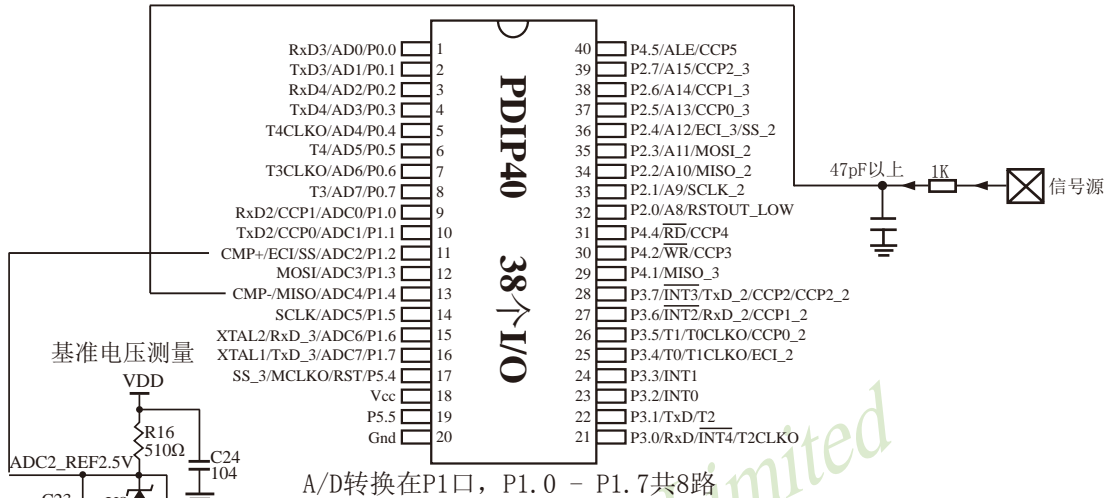 RxD3/AD0/P0.0 1
TxD3/AD1/P0.1 2
RxD4/AD2/P0.2 3
TxD4/AD3/P0.3 4
T4CLKO/AD4/P0.4 5
T4/AD5/P0.5 6
T3CLKO/AD6/P0.6 7
T3/AD7/P0.7 8
RxD2/CCP1/ADC0/P1.0 9
TxD2/CCP0/ADC1/P1.1 10
CMP+/ECI/SS/ADC2/P1.2 11
MOSI/ADC3/P1.3 12
CMP-/MISO/ADC4/P1.4 13
SCLK/ADC5/P1.5 14
XTAL2/RxD_3/ADC6/P1.6 15
XTAL1/TxD_3/ADC7/P1.7 16
SS_3/MCLKO/RST/P5.4 17
Vcc 18
P5.5 19
Gnd 20
PDIP40 38个I/O
40 P4.5/ALE/CCP5
39 P2.7/A15/CCP2_3
38 P2.6/A14/CCP1_3
37 P2.5/A13/CCP0_3
36 P2.4/A12/ECI_3/SS_2
35 P2.3/A11/MOSI_2
34 P2.2/A10/MISO_2
33 P2.1/A9/SCLK_2
32 P2.0/A8/RSTOUT_LOW
31 P4.4/RD/CCP4
30 P4.2/WR/CCP3
29 P4.1/MISO_3
28 P3.7/INT3/TxD_2/CCP2/CCP2_2
27 P3.6/INT2/RxD_2/CCP1_2
26 P3.5/T1/T0CLKO/CCP0_2
25 P3.4/T0/T1CLKO/ECI_2
24 P3.3/INT1
23 P3.2/INT0
22 P3.1/TxD/T2
21 P3.0/RxD/INT4/T2CLKO
47pF以上
1K
信号源
基准电压测量
VDD
R16
510Ω
C24
104
ADC2_REF2.5V
C23
A/D转换在P1口, P1.0 - P1.7共8路